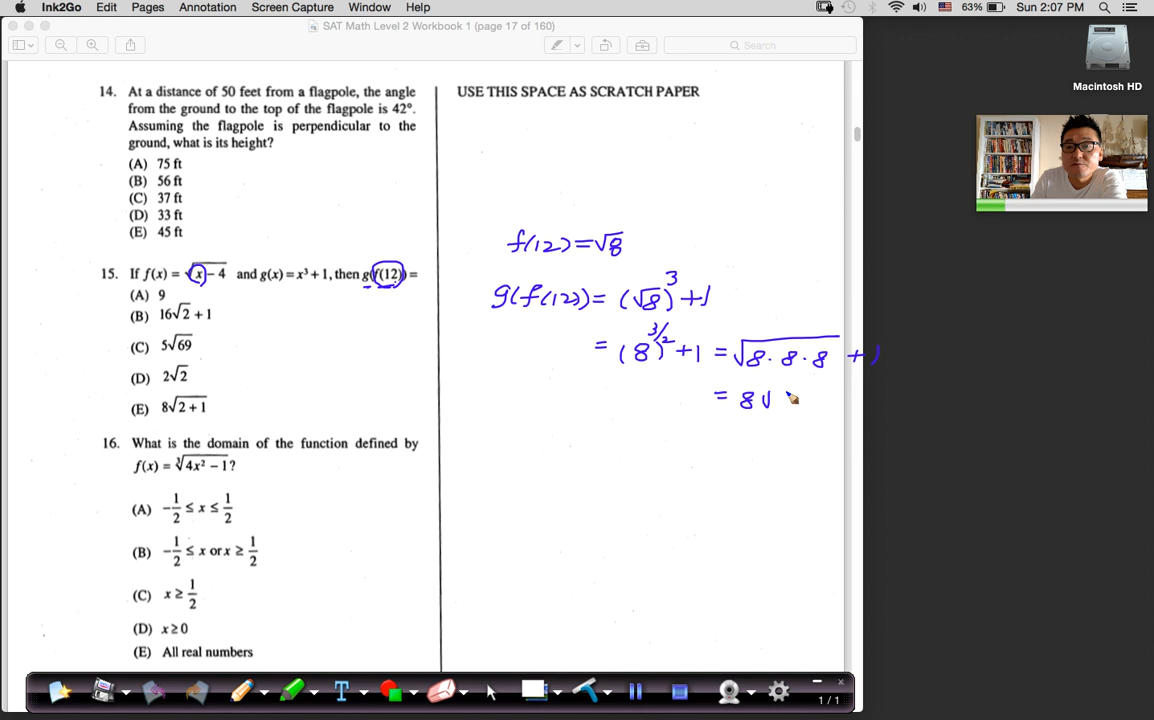 Ink2Go Edit Pages Annotation Screen Capture Window Help 63% Sun 2:07 PM
SAT Math Level 2 Workbook 1 (page 17 of 160)
Search
Macintosh HD
14. At a distance of 50 feet from a flagpole, the angle
from the ground to the top of the flagpole is 42°.
Assuming the flagpole is perpendicular to the
ground, what is its height?
(A) 75 ft
(B) 56 ft
(C) 37 ft
(D) 33 ft
(E) 45 ft
15. If f(x) = √x – 4 and g(x) = x³ + 1, then g(f(12)) =
(A) 9
(B) 16√2 + 1
(C) 5√69
(D) 2√2
(E) 8√2 + 1
16. What is the domain of the function defined by
f(x) = ∛4x² – 1?
(A) –1/2 ≤ x ≤ 1/2
(B) –1/2 ≤ x or x ≥ 1/2
(C) x ≥ 1/2
(D) x ≥ 0
(E) All real numbers
USE THIS SPACE AS SCRATCH PAPER
f(12) = √8
g(f(12)) = (√8)³ + 1
= (8)^3/2 + 1 = √8 · 8 · 8 + 1
= 8√
1 / 1